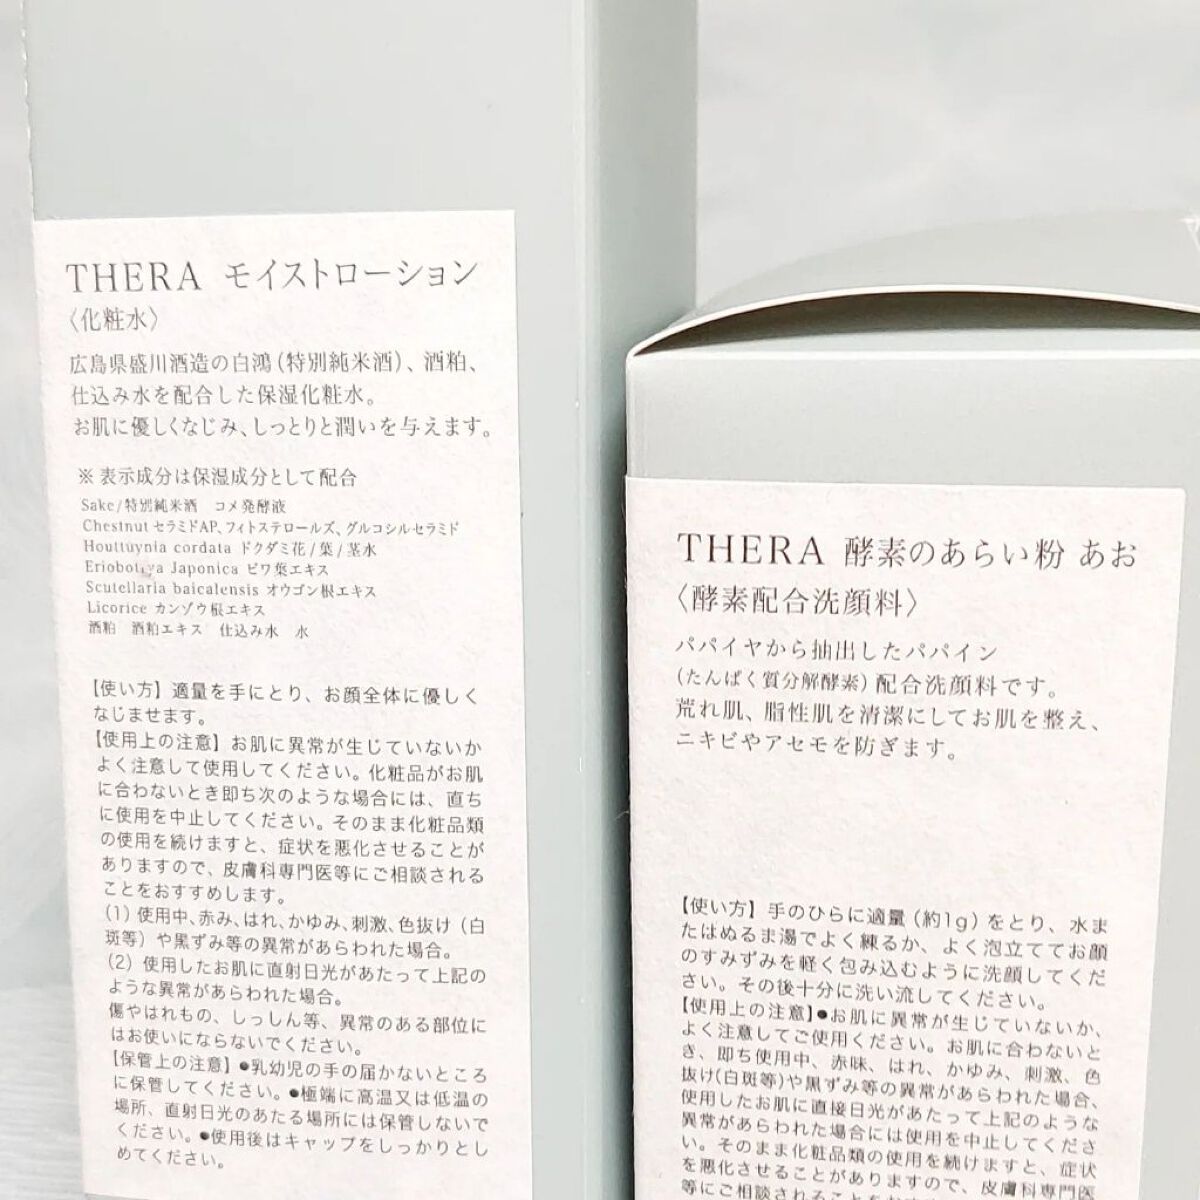 THERA モイストローション
〈化粧水〉
広島県盛川酒造の白鴻(特別純米酒)、酒粕、
仕込み水を配合した保湿化粧水。
お肌に優しくなじみ、しっとりと潤いを与えます。
※ 表示成分は保湿成分として配合
Sake/特別純米酒 コメ発酵液
Chestnut セラミドAP、フィトステロールズ、グルコシルセラミド
Houttuynia cordata ドクダミ花/葉/茎水
Eriobotrya Japonica ビワ葉エキス
Scutellaria baicalensis オウゴン根エキス
Licorice カンゾウ根エキス
酒粕 酒粕エキス 仕込み水 水
【使い方】適量を手にとり、お顔全体に優しく
なじませます。
【使用上の注意】お肌に異常が生じていないか
よく注意して使用してください。化粧品がお肌
に合わないとき即ち次のような場合には、直ち
に使用を中止してください。そのまま化粧品類
の使用を続けますと、症状を悪化させることが
ありますので、皮膚科専門医等にご相談される
ことをおすすめします。
(1) 使用中、赤み、はれ、かゆみ、刺激、色抜け(白
斑等)や黒ずみ等の異常があらわれた場合。
(2) 使用したお肌に直射日光があたって上記の
ような異常があらわれた場合。
傷やはれもの、しっしん等、異常のある部位に
はお使いにならないでください。
【保管上の注意】●乳幼児の手の届かないところ
に保管してください。●極端に高温又は低温の
場所、直射日光のあたる場所には保管しないで
ください。●使用後はキャップをしっかりとし
めてください。
THERA 酵素のあらい粉 あお
〈酵素配合洗顔料〉
パパイヤから抽出したパパイン
(たんぱく質分解酵素)配合洗顔料です。
荒れ肌、脂性肌を清潔にしてお肌を整え、
ニキビやアセモを防ぎます。
【使い方】手のひらに適量(約1g)をとり、水ま
たはぬるま湯でよく練るか、よく泡立ててお顔
のすみずみを軽く包み込むように洗顔してくだ
さい。その後十分に洗い流してください。
【使用上の注意】●お肌に異常が生じていないか、
よく注意してご使用ください。お肌に合わないと
き、即ち使用中、赤味、はれ、かゆみ、刺激、色
抜け(白斑等)や黒ずみ等の異常があらわれた場合、
使用したお肌に直接日光があたって上記のような
異常があらわれた場合には使用を中止してくださ
い。そのまま化粧品類の使用を続けますと、症状
を悪化させることがありますので、皮膚科専門医
等にご相談されることをお